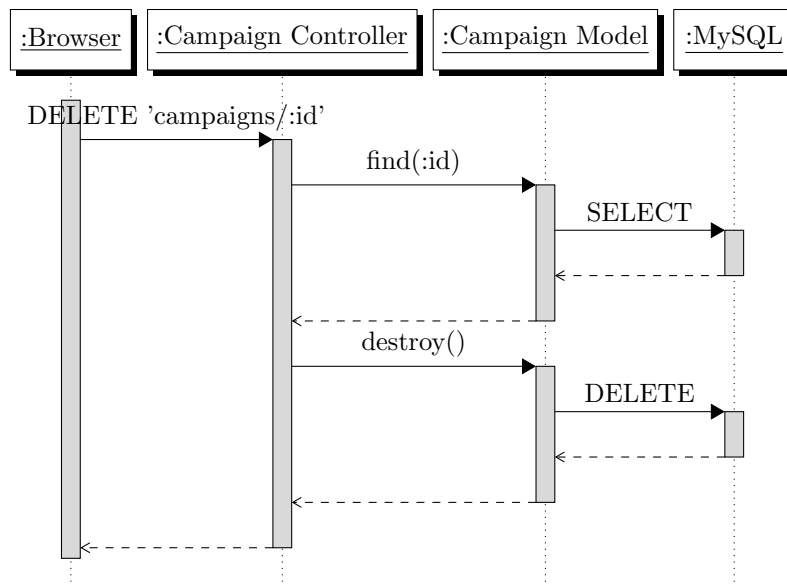 :Browser
:Campaign Controller
:Campaign Model
:MySQL
DELETE 'campaigns/:id'
find(:id)
SELECT
destroy()
DELETE